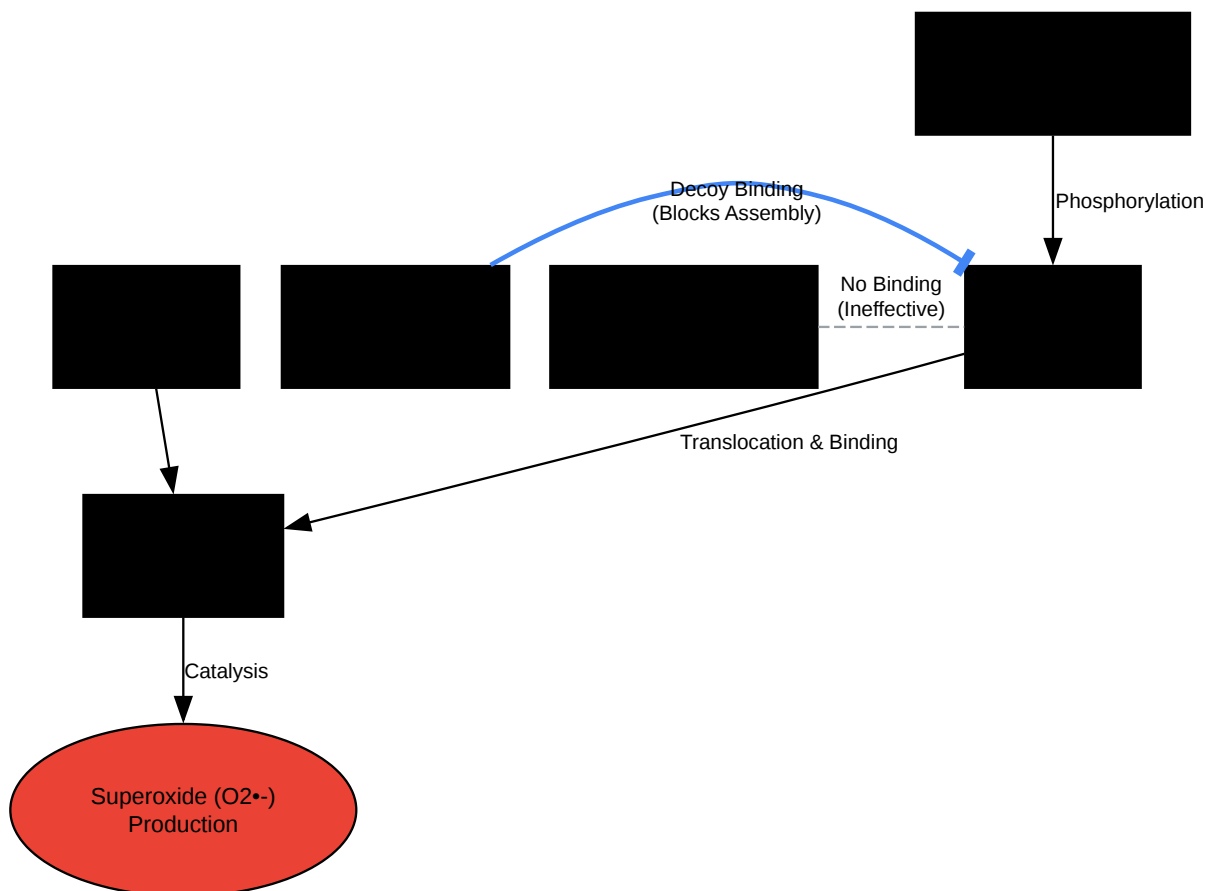 Decoy Binding
(Blocks Assembly)
Phosphorylation
No Binding
(Ineffective)
Translocation & Binding
Catalysis
Superoxide (O2•-)
Production